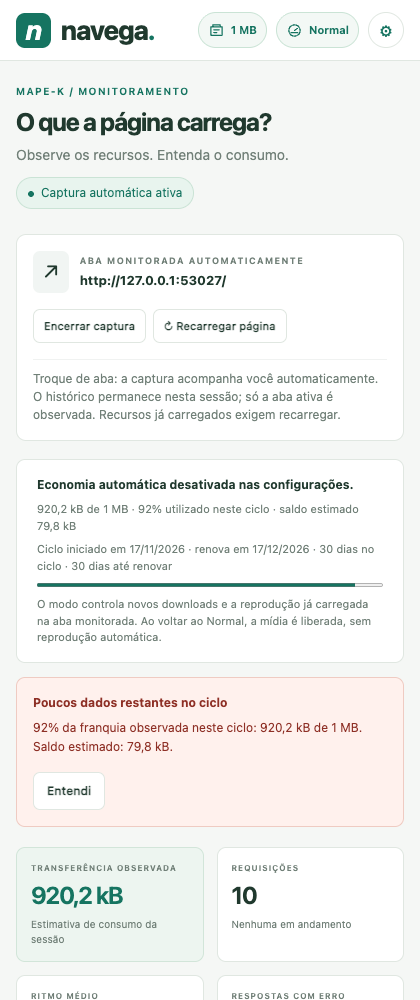 n navega. 1 MB Normal
MAPE-K / MONITORAMENTO
O que a página carrega?
Observe os recursos. Entenda o consumo.
Captura automática ativa
ABA MONITORADA AUTOMATICAMENTE
http://127.0.0.1:53027/
Encerrar captura ↻ Recarregar página
Troque de aba: a captura acompanha você automaticamente.
O histórico permanece nesta sessão; só a aba ativa é
observada. Recursos já carregados exigem recarregar.
Economia automática desativada nas configurações.
920,2 kB de 1 MB · 92% utilizado neste ciclo · saldo estimado
79,8 kB
Ciclo iniciado em 17/11/2026 · renova em 17/12/2026 · 30 dias no
ciclo · 30 dias até renovar
O modo controla novos downloads e a reprodução já carregada
na aba monitorada. Ao voltar ao Normal, a mídia é liberada, sem
reprodução automática.
Poucos dados restantes no ciclo
92% da franquia observada neste ciclo: 920,2 kB de 1 MB.
Saldo estimado: 79,8 kB.
Entendi
TRANSFERÊNCIA OBSERVADA
920,2 kB
Estimativa de consumo da
sessão
REQUISIÇÕES
10
Nenhuma em andamento
RITMO MÉDIO
RESPOSTAS COM ERRO